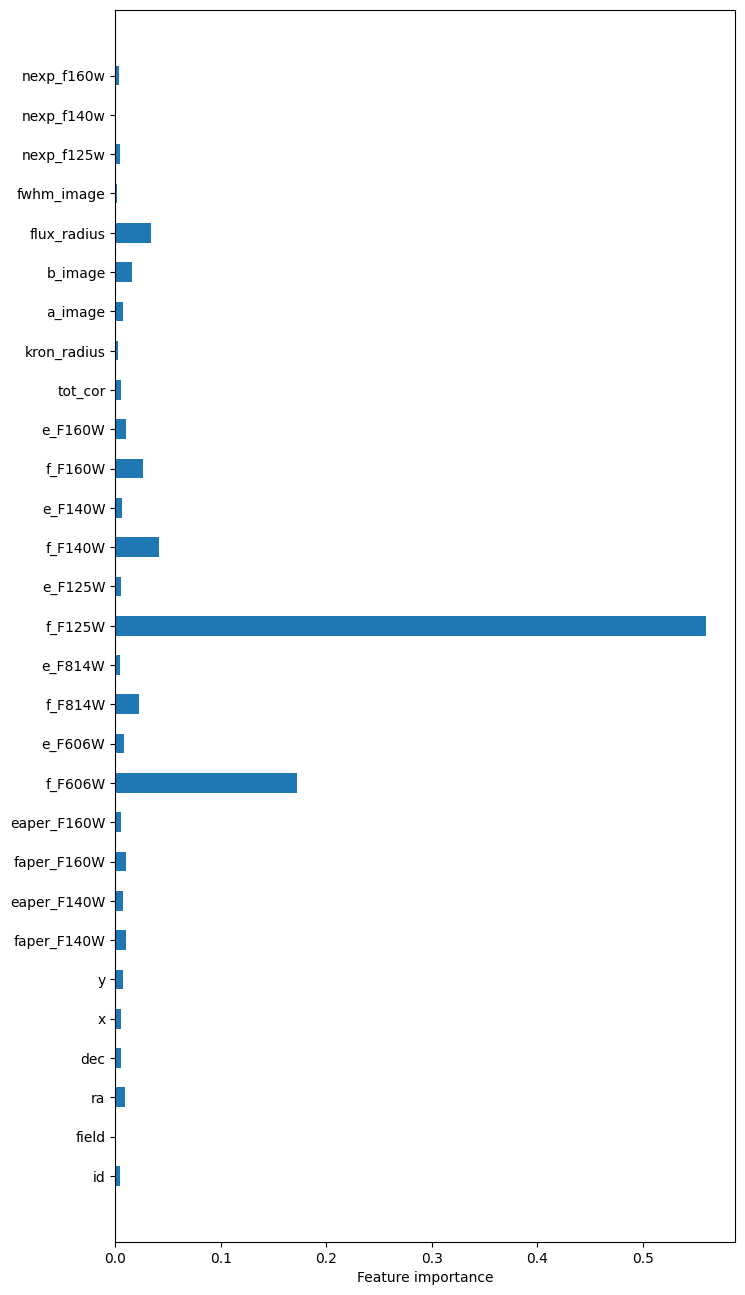 nexp_f160w
nexp_f140w
nexp_f125w
fwhm_image
flux_radius
b_image
a_image
kron_radius
tot_cor
e_F160W
f_F160W
e_F140W
f_F140W
e_F125W
f_F125W
e_F814W
f_F814W
e_F606W
f_F606W
eaper_F160W
faper_F160W
eaper_F140W
faper_F140W
y
x
dec
ra
field
id
0.0 0.1 0.2 0.3 0.4 0.5
Feature importance